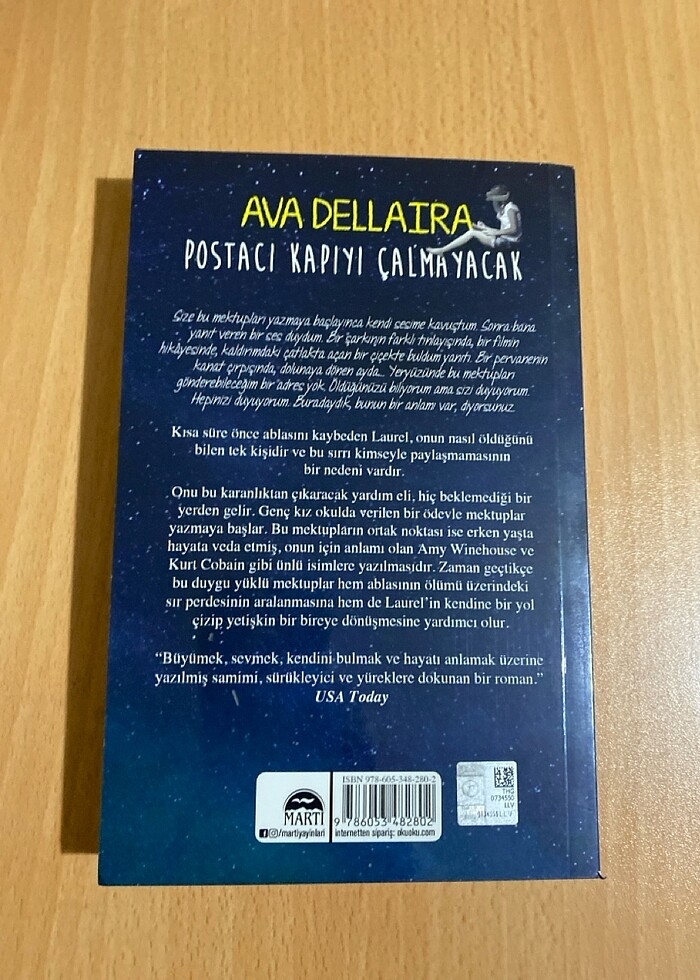 AVA DELLAIRA
POSTACI KAPIYI ÇALMAYACAK
Size bu mektupları yazmaya başlayınca kendi sesime kavuştum. Sonra bana
yanıt veren bir ses duydum. Bir şarkının farklı tınlayışında, bir filmin
hikâyesinde, kaldırımdaki çatlakta açan bir çiçekte buldum yanıtı. Bir pervanenin
kanat çırpışında, dolunaya dönen ayda... Yeryüzünde bu mektupları
gönderebileceğim bir adres yok. Öldüğünüzü biliyorum ama sizi duyuyorum.
Hepinizi duyuyorum. Buradaydık, bunun bir anlamı var, diyorsunuz.
Kısa süre önce ablasını kaybeden Laurel, onun nasıl öldüğünü
bilen tek kişidir ve bu sırrı kimseyle paylaşmamasının
bir nedeni vardır.
Onu bu karanlıktan çıkaracak yardım eli, hiç beklemediği bir
yerden gelir. Genç kız okulda verilen bir ödevle mektuplar
yazmaya başlar. Bu mektupların ortak noktası ise erken yaşta
hayata veda etmiş, onun için anlamı olan Amy Winehouse ve
Kurt Cobain gibi ünlü isimlere yazılmasıdır. Zaman geçtikçe
bu duygu yüklü mektuplar hem ablasının ölümü üzerindeki
sır perdesinin aralanmasına hem de Laurel'in kendine bir yol
çizip yetişkin bir bireye dönüşmesine yardımcı olur.
"Büyümek, sevmek, kendini bulmak ve hayatı anlamak üzerine
yazılmış samimi, sürükleyici ve yüreklere dokunan bir roman."
USA Today
MARTI
/martiyayinlari
ISBN 978-605-348-280-2
9 786053 482802
internetten sipariş: okuoku.com
THG
0734550
LLV